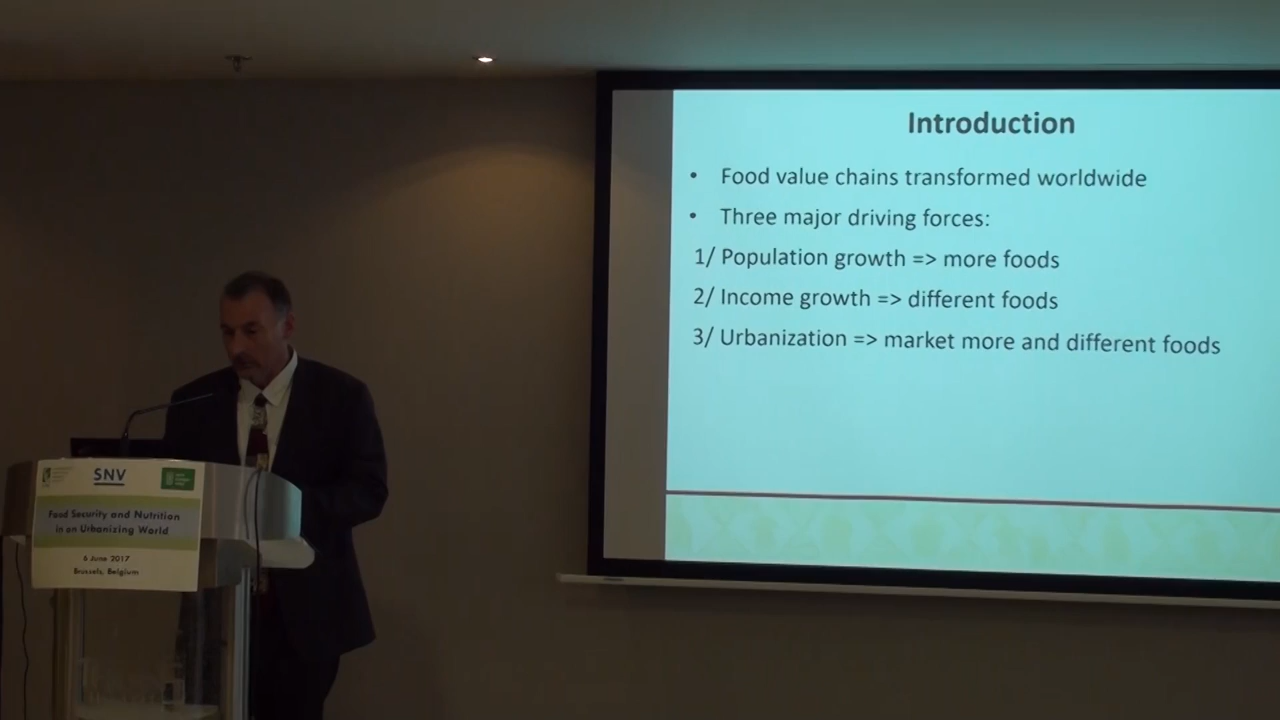 Introduction
• Food value chains transformed worldwide
• Three major driving forces:
1/ Population growth => more foods
2/ Income growth => different foods
3/ Urbanization => market more and different foods
SNV
Food Security and Nutrition
in an Urbanizing World
6 June 2017
Brussels, Belgium